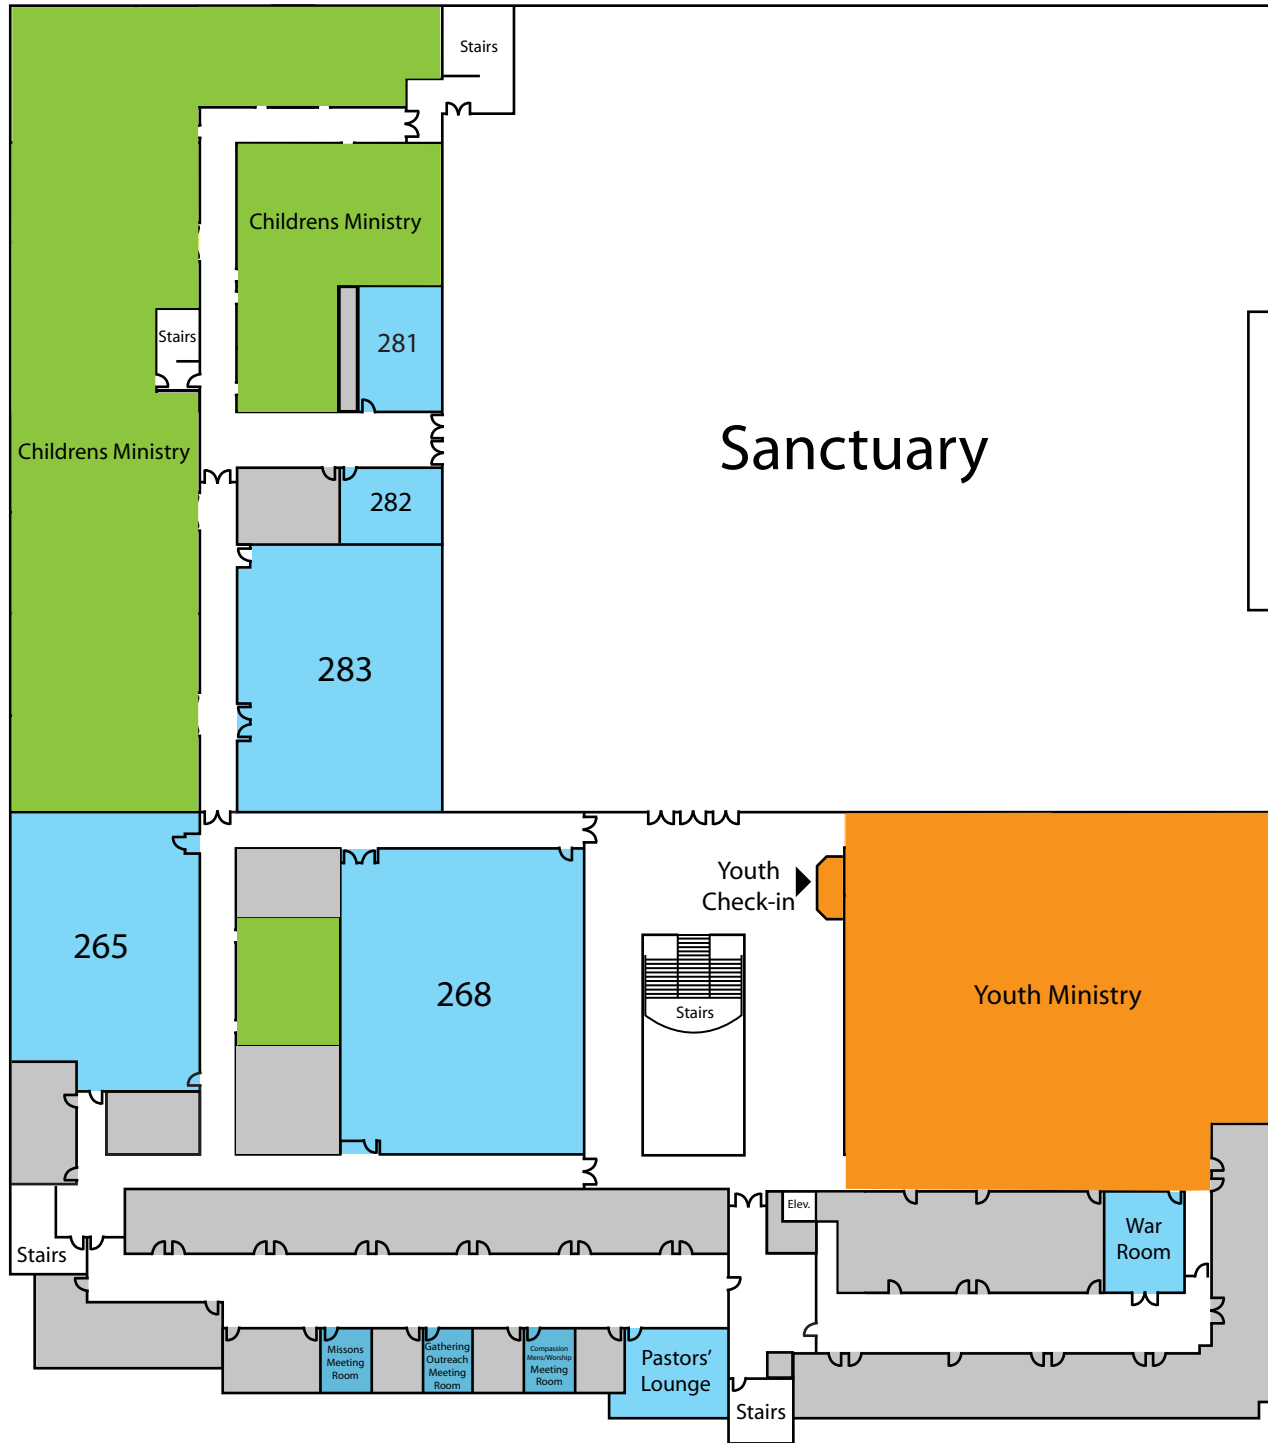 Stairs
Childrens Ministry
Stairs
281
Childrens Ministry
Sanctuary
282
283
Youth
Check-in
265
268
Youth Ministry
Stairs
Elev.
War
Room
Stairs
Missons
Meeting
Room
Gathering
Outreach
Meeting
Room
Compassion
Mens/Worship
Meeting
Room
Pastors'
Lounge
Stairs